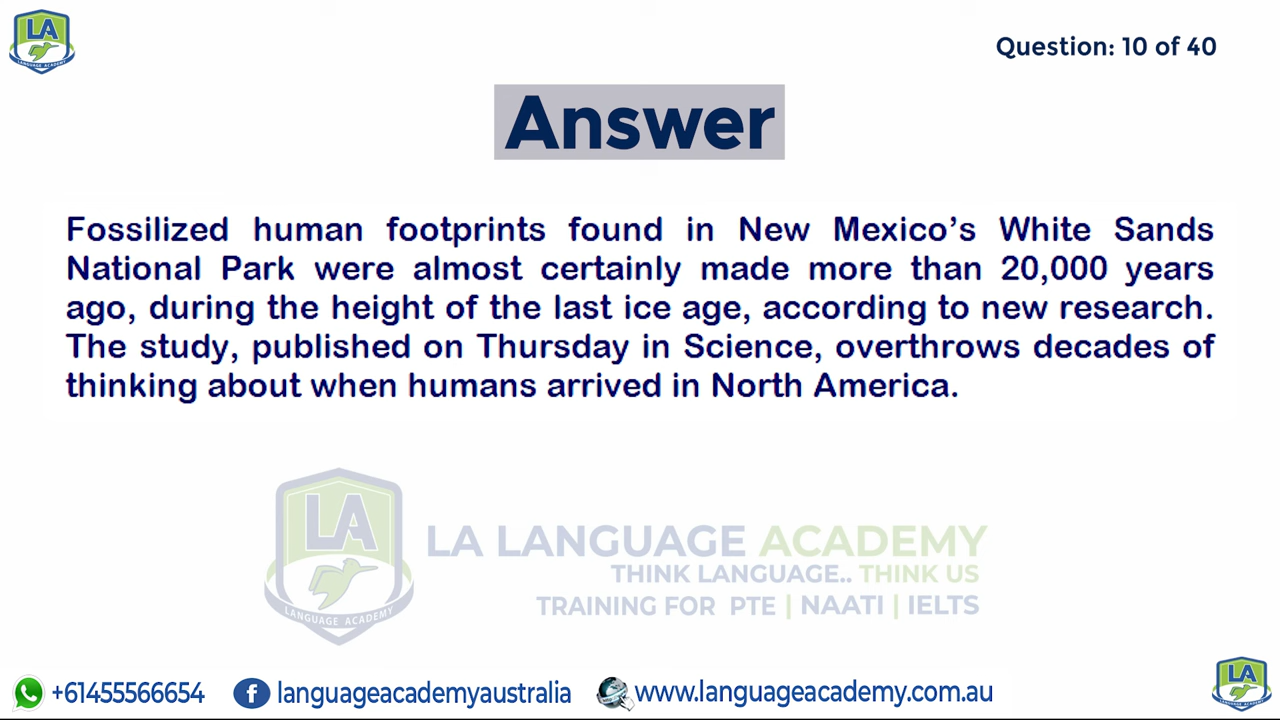 LA
LANGUAGE ACADEMY
Question: 10 of 40
Answer
Fossilized human footprints found in New Mexico’s White Sands
National Park were almost certainly made more than 20,000 years
ago, during the height of the last ice age, according to new research.
The study, published on Thursday in Science, overthrows decades of
thinking about when humans arrived in North America.
LA
LANGUAGE ACADEMY
LA LANGUAGE ACADEMY
THINK LANGUAGE.. THINK US
TRAINING FOR PTE | NAATI | IELTS
+61455566654
languageacademyaustralia
www.languageacademy.com.au
LA
LANGUAGE ACADEMY